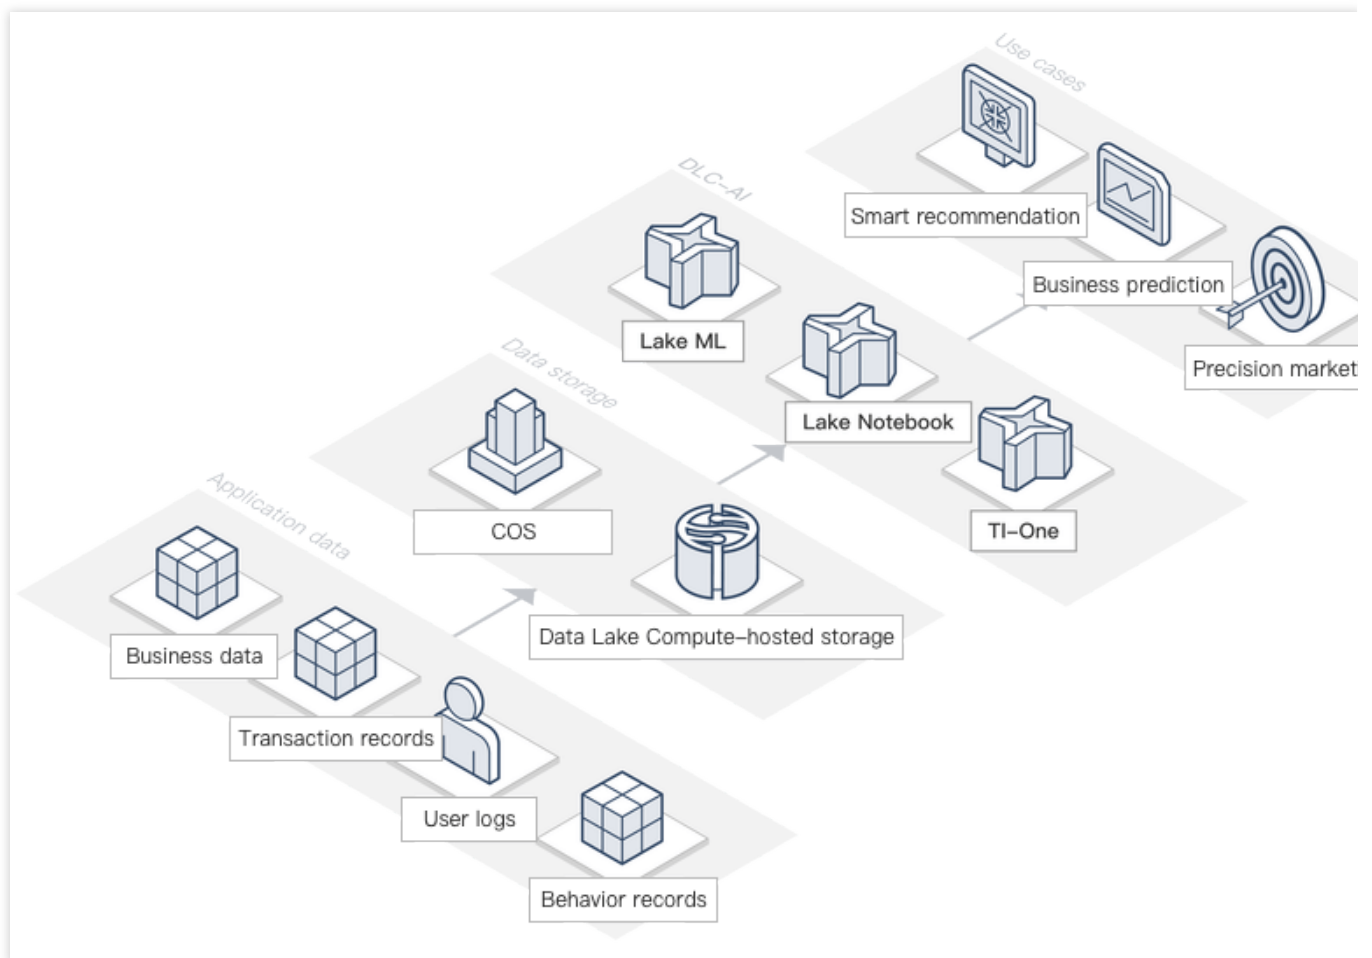 Use cases
Smart recommendation
Business prediction
Precision market
DLC-AI
Lake ML
Lake Notebook
TI-One
Data storage
COS
Data Lake Compute-hosted storage
Application data
Business data
Transaction records
User logs
Behavior records